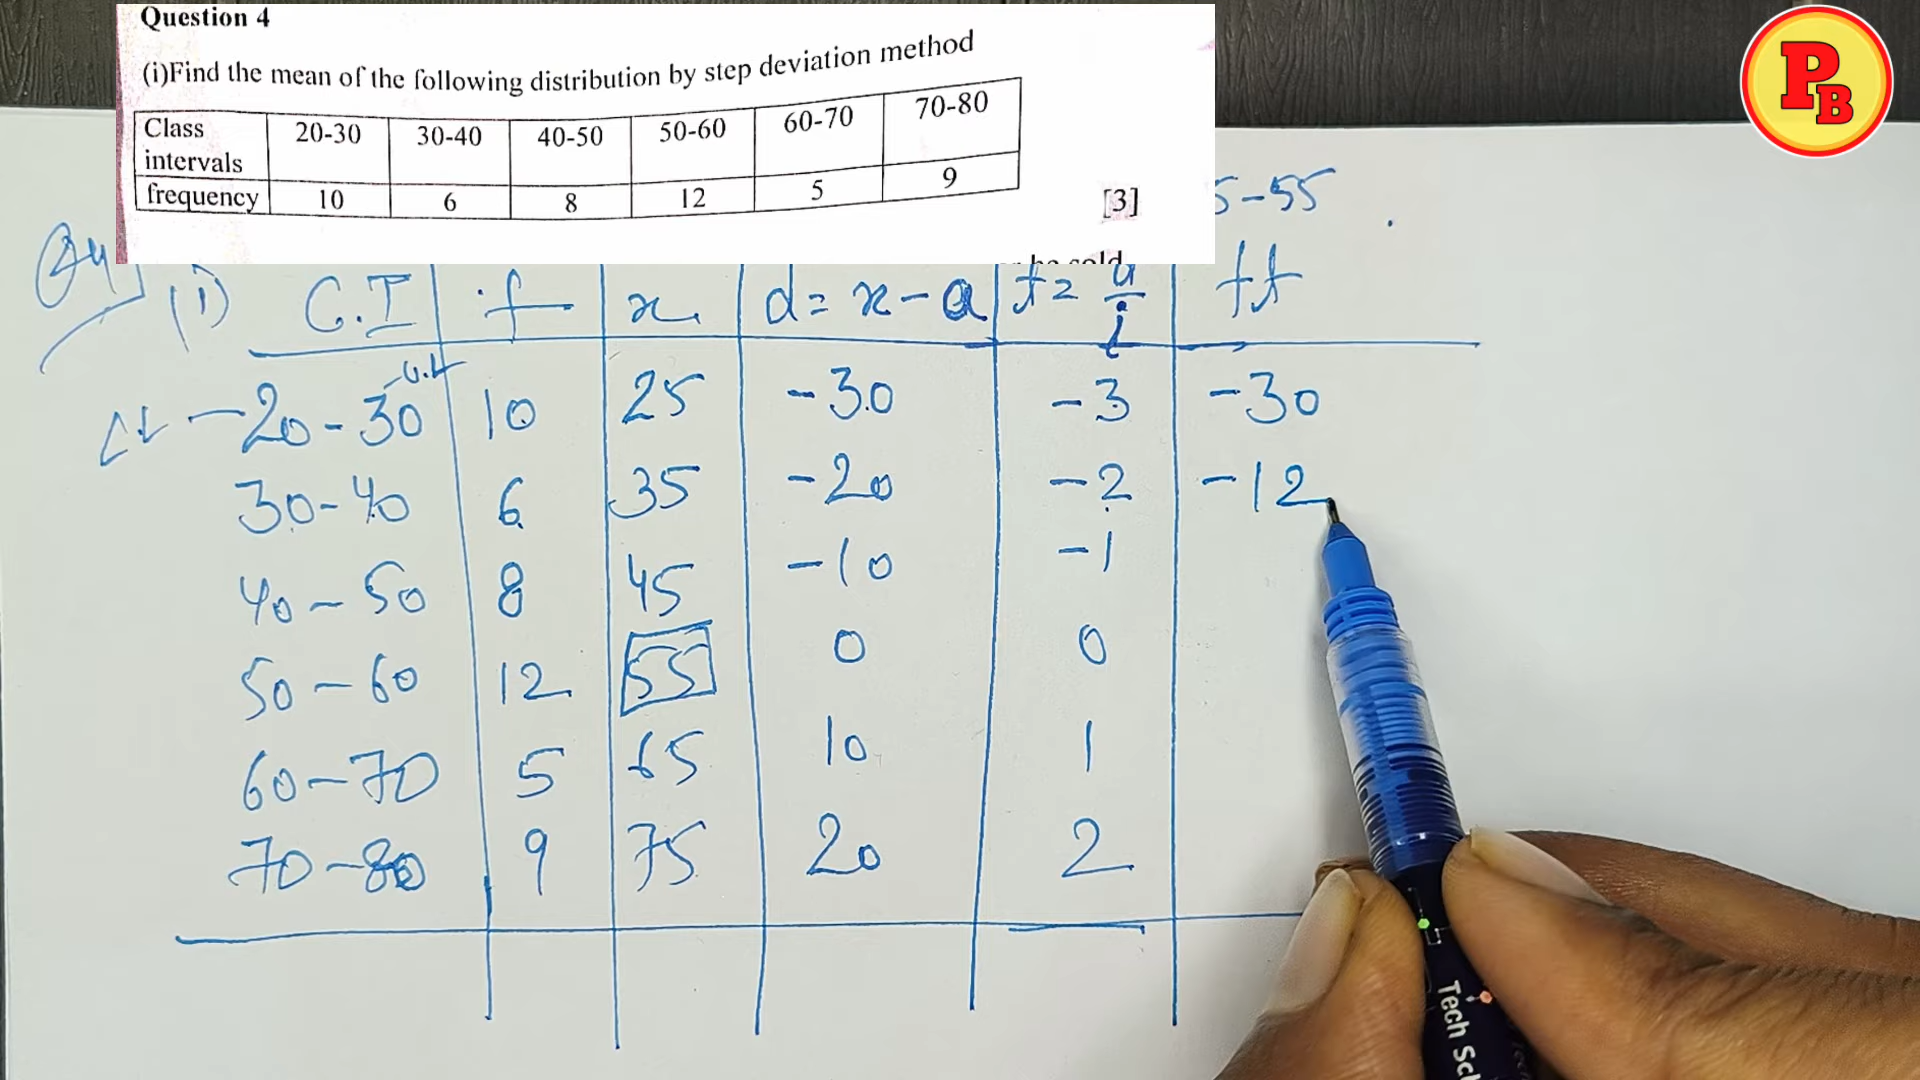 Question 4
(i)Find the mean of the following distribution by step deviation method
Class intervals 20-30 30-40 40-50 50-60 60-70 70-80
frequency 10 6 8 12 5 9
[3]
5-55
Q4
(i) C.I f x d = x - a t = d/i ft
U.L
LL - 20-30 10 25 -30 -3 -30
30-40 6 35 -20 -2 -12
40-50 8 45 -10 -1
50-60 12 55 0 0
60-70 5 65 10 1
70-80 9 75 20 2
PB
Tech Sc